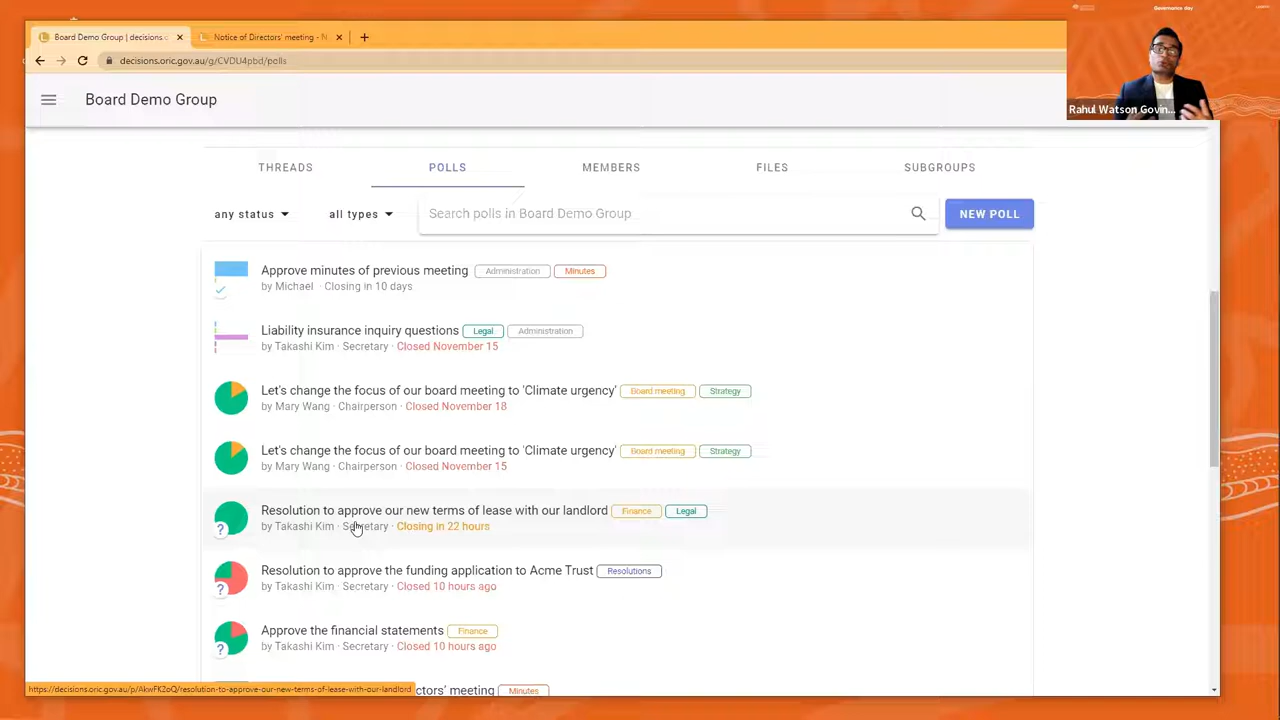 Governance day
Board Demo Group | decisions.c
Notice of Directors' meeting - N
decisions.oric.gov.au/g/CVDU4pbd/polls
Rahul Watson Govin...
Board Demo Group
THREADS
POLLS
MEMBERS
FILES
SUBGROUPS
any status
all types
Search polls in Board Demo Group
NEW POLL
Approve minutes of previous meeting Administration Minutes
by Michael · Closing in 10 days
Liability insurance inquiry questions Legal Administration
by Takashi Kim · Secretary · Closed November 15
Let's change the focus of our board meeting to 'Climate urgency' Board meeting Strategy
by Mary Wang · Chairperson · Closed November 18
Let's change the focus of our board meeting to 'Climate urgency' Board meeting Strategy
by Mary Wang · Chairperson · Closed November 15
Resolution to approve our new terms of lease with our landlord Finance Legal
? by Takashi Kim · Secretary · Closing in 22 hours
Resolution to approve the funding application to Acme Trust Resolutions
? by Takashi Kim · Secretary · Closed 10 hours ago
Approve the financial statements Finance
? by Takashi Kim · Secretary · Closed 10 hours ago
https://decisions.oric.gov.au/p/AkwFKZoQ/resolution-to-approve-our-new-terms-of-lease-with-our-landlord
ctors' meeting Minutes